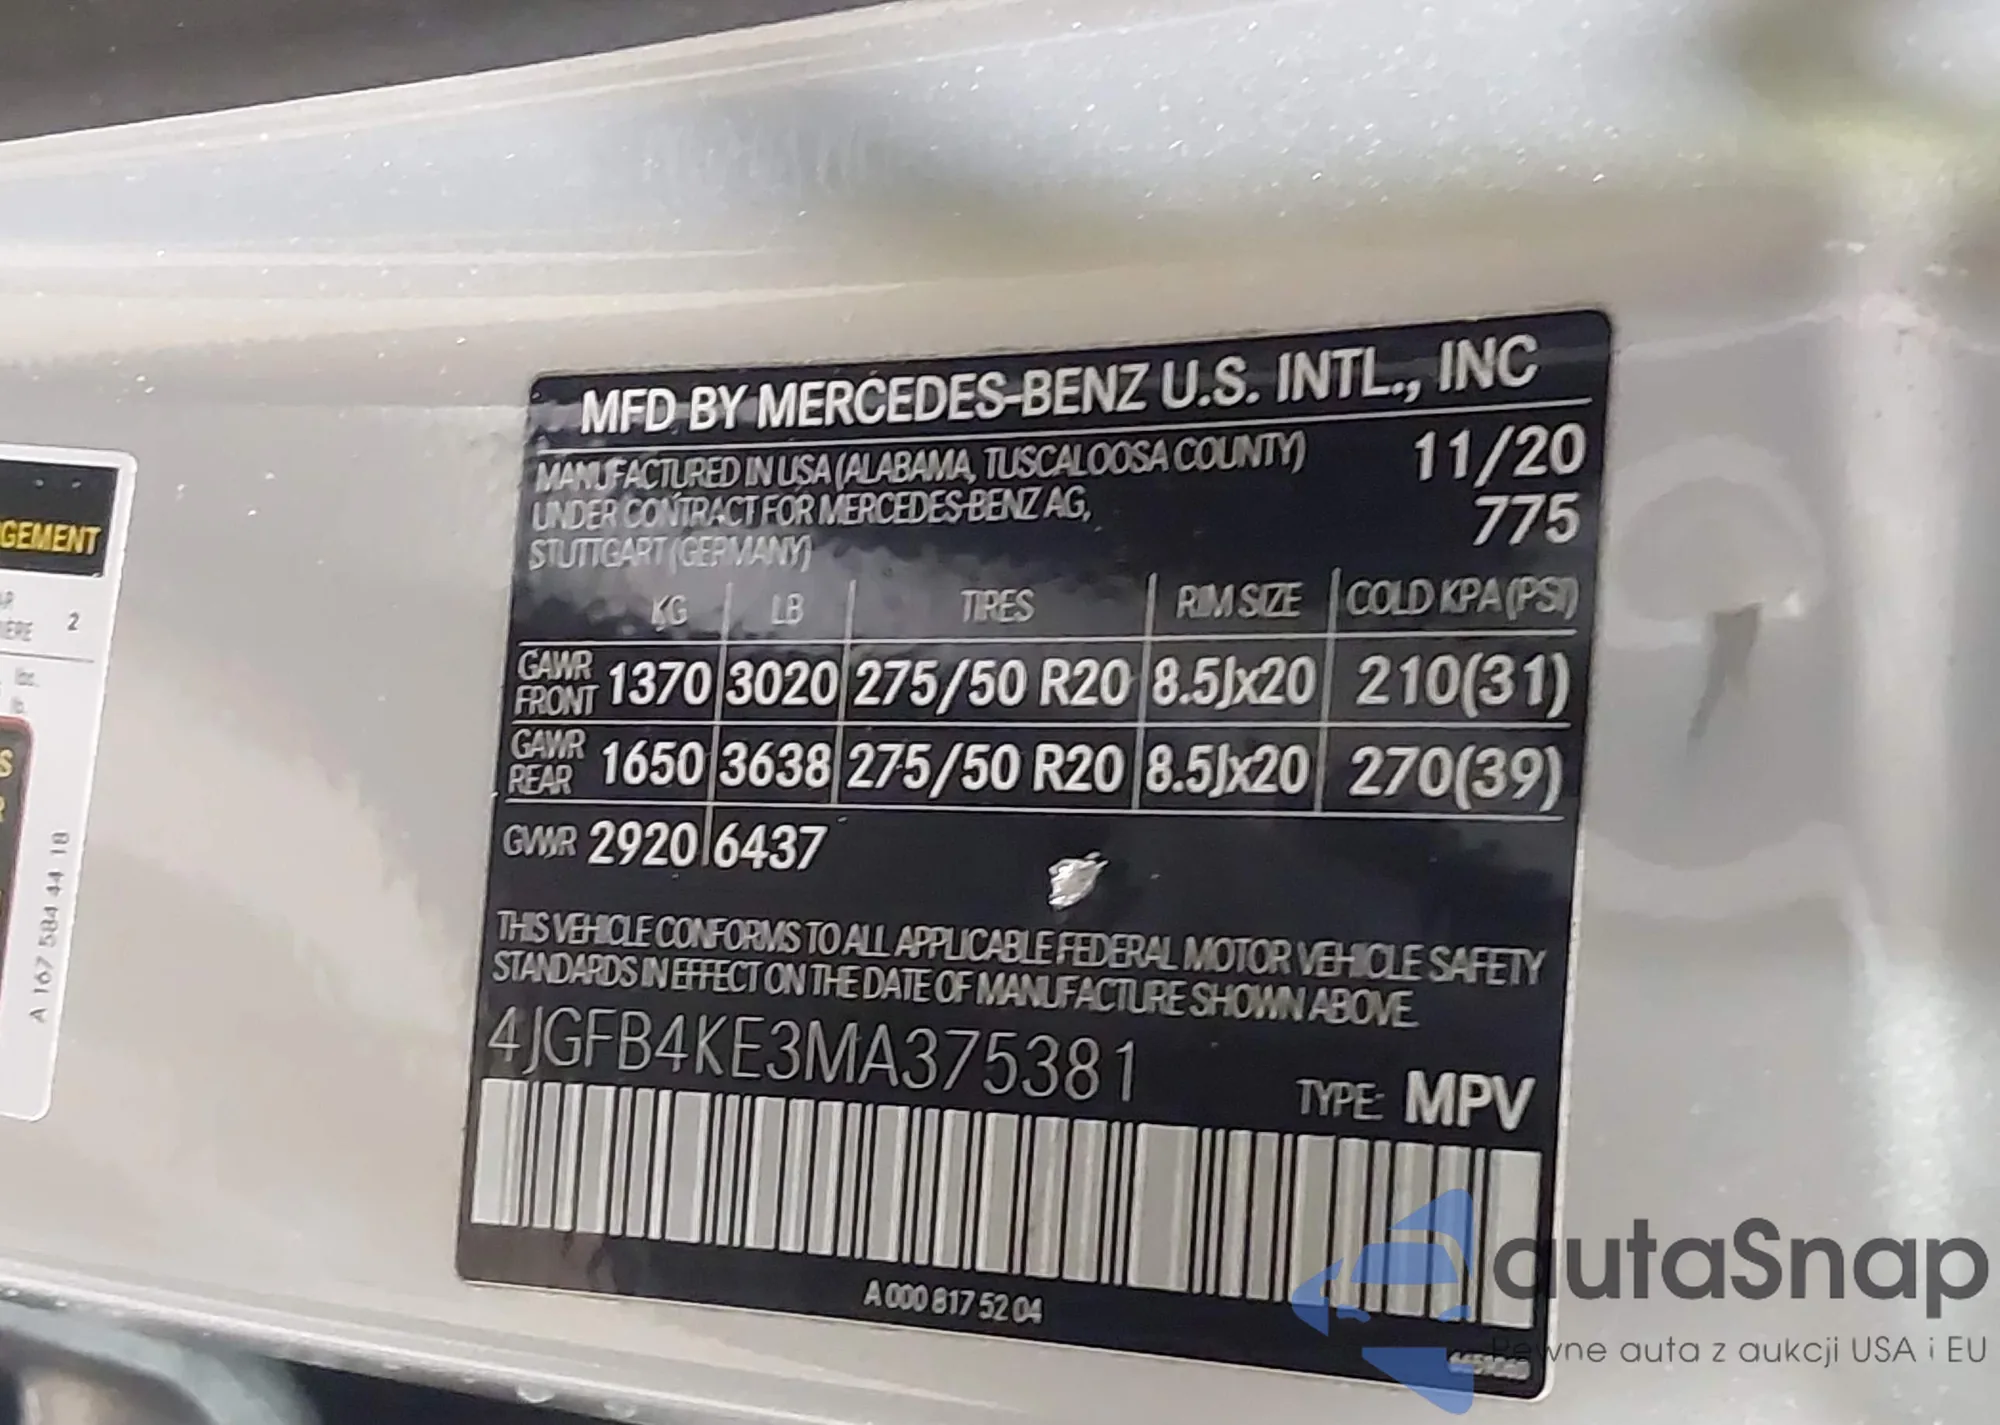 GEMENT
2
A 167 584 44 18
MFD BY MERCEDES-BENZ U.S. INTL., INC
MANUFACTURED IN USA (ALABAMA, TUSCALOOSA COUNTY) 11/20
UNDER CONTRACT FOR MERCEDES-BENZ AG, 775
STUTTGART (GERMANY)
KG LB TIRES RIM SIZE COLD KPA (PSI)
GAWR FRONT 1370 3020 275/50 R20 8.5Jx20 210(31)
GAWR REAR 1650 3638 275/50 R20 8.5Jx20 270(39)
GVWR 2920 6437
THIS VEHICLE CONFORMS TO ALL APPLICABLE FEDERAL MOTOR VEHICLE SAFETY
STANDARDS IN EFFECT ON THE DATE OF MANUFACTURE SHOWN ABOVE.
4JGFB4KE3MA375381
TYPE: MPV
A 000 817 52 04
autaSnap
Pewne auta z aukcji USA i EU